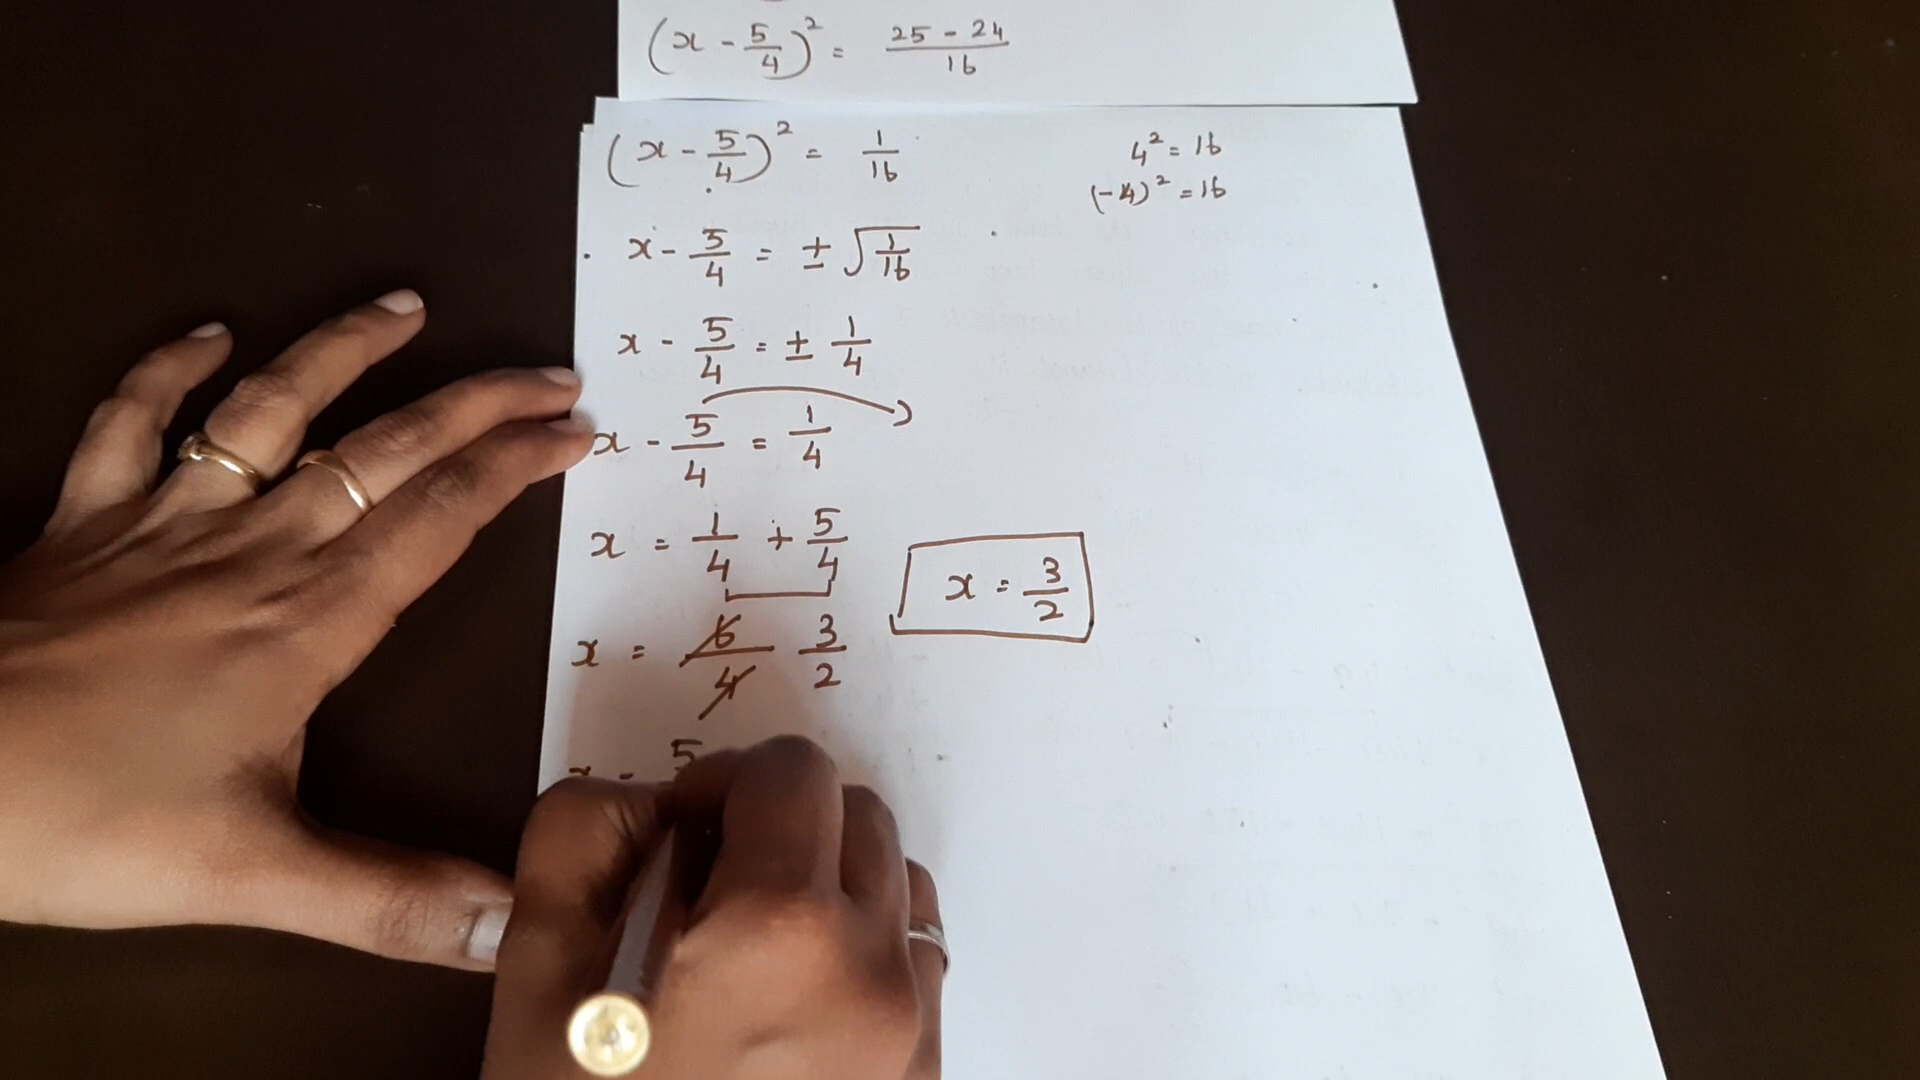 (x - 5/4)² = 25 - 24/16
(x - 5/4)² = 1/16
4² = 16
(-4)² = 16
x - 5/4 = ± √1/16
x - 5/4 = ± 1/4
x - 5/4 = 1/4
x = 1/4 + 5/4
x = 3/2
x = 6/4 3/2
x - 5